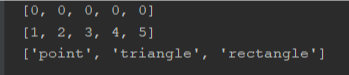 [0, 0, 0, 0, 0]
[1, 2, 3, 4, 5]
['point', 'triangle', 'rectangle']